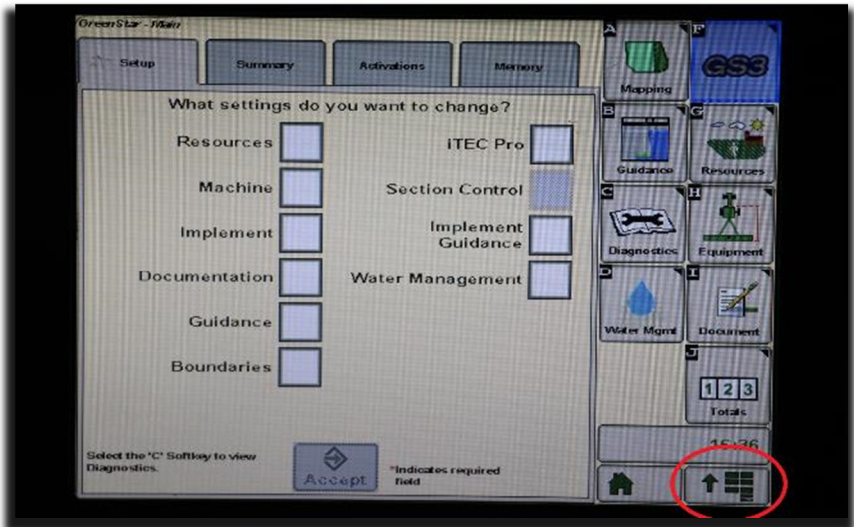 GreenStar - Main
Setup
Summary
Activations
Memory
What settings do you want to change?
Resources
iTEC Pro
Machine
Section Control
Implement
Implement
Guidance
Documentation
Water Management
Guidance
Boundaries
Select the 'C' Softkey to view
Diagnostics.
Accept
*Indicates required
field
A
Mapping
F
GS3
B
Guidance
G
Resources
C
Diagnostics
H
Equipment
D
Water Mgmt
I
Document
J
1 2 3
Totals
15:36